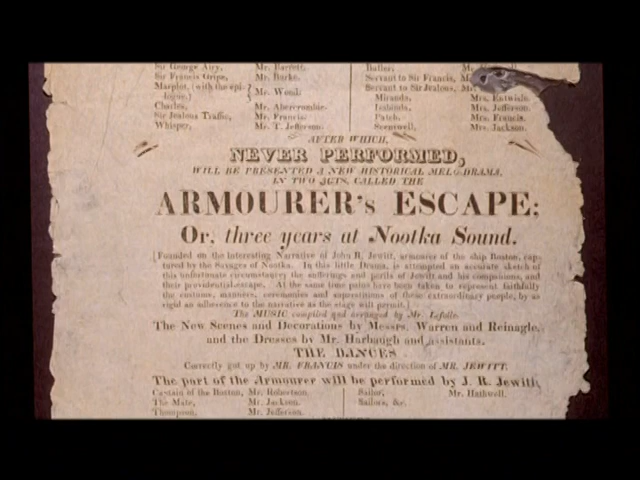 Sir George Airy, Mr. Barrett. Butler,
Sir Francis Gripe, Mr. Burke. Servant to Sir Francis,
Marplot, (with the epi- Servant to Sir Jealous,
logue,) Mr. Wood. Miranda, Mrs. Entwisle.
Charles, Mr. Abercrombie. Isabinda, Mrs. Jefferson.
Sir Jealous Traffic, Mr. Francis. Patch, Mrs. Francis.
Whisper, Mr. T. Jefferson. Scentwell, Mrs. Jackson.
AFTER WHICH,
NEVER PERFORMED,
WILL BE PRESENTED A NEW HISTORICAL MELO-DRAMA,
IN TWO ACTS, CALLED THE
ARMOURER's ESCAPE;
Or, three years at Nootka Sound.
[Founded on the interesting Narrative of John R. Jewitt, armourer of the ship Boston, cap-
tured by the Savages of Nootka. In this little Drama, is attempted an accurate sketch of
this unfortunate circumstance, the sufferings and perils of Jewitt and his companions, and
their providential escape. At the same time pains have been taken to represent faithfully
the customs, manners, ceremonies and superstitions of these extraordinary people, by as
rigid an adherence to the narrative as the stage will permit.]
The MUSIC compiled and arranged by Mr. Lefolle.
The New Scenes and Decorations by Messrs. Warren and Reinagle,
and the Dresses by Mr. Harbaugh and assistants.
THE DANCES
Correctly got up by MR. FRANCIS under the direction of MR. JEWITT.
The part of the Armourer will be performed by J. R. Jewitt,
Captain of the Boston, Mr. Robertson. Sailor, Mr. Hathwell.
The Mate, Mr. Jackson. Sailors, &c.
Thompson, Mr. Jefferson.